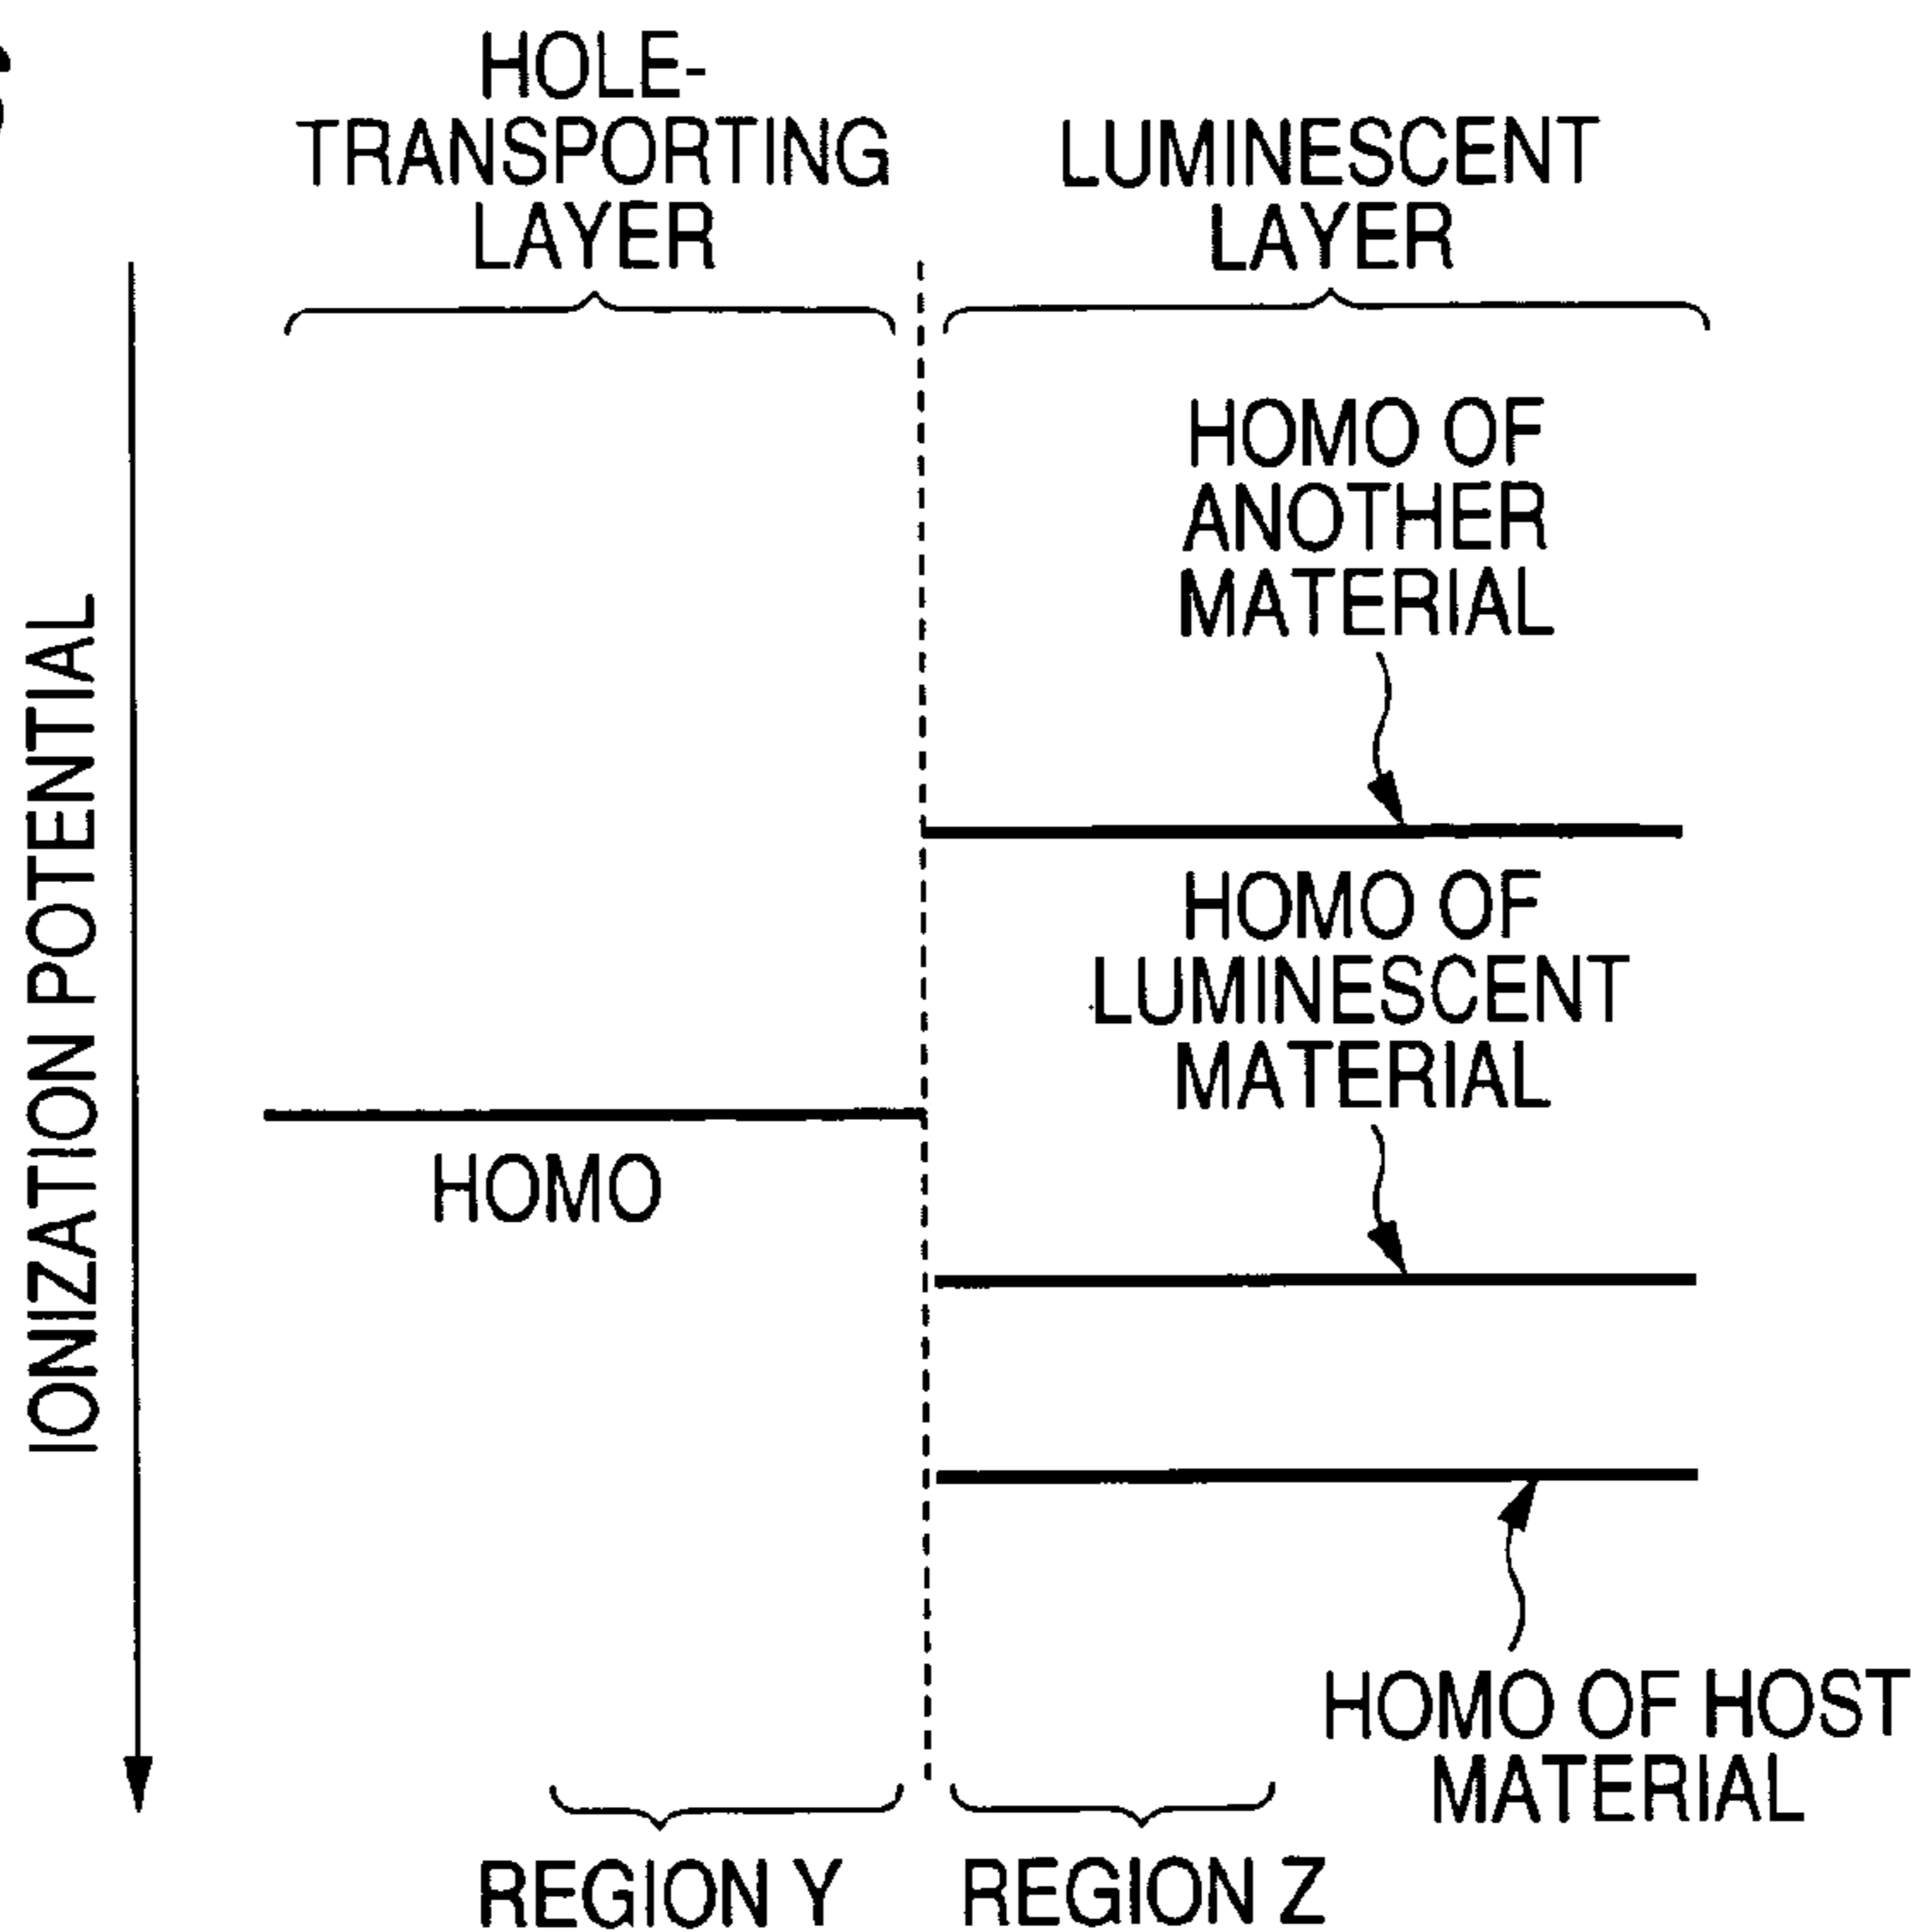 HOLE-
TRANSPORTING
LAYER
LUMINESCENT
LAYER
IONIZATION POTENTIAL
HOMO OF
ANOTHER
MATERIAL
HOMO OF
LUMINESCENT
MATERIAL
HOMO
HOMO OF HOST
MATERIAL
REGION Y
REGION Z